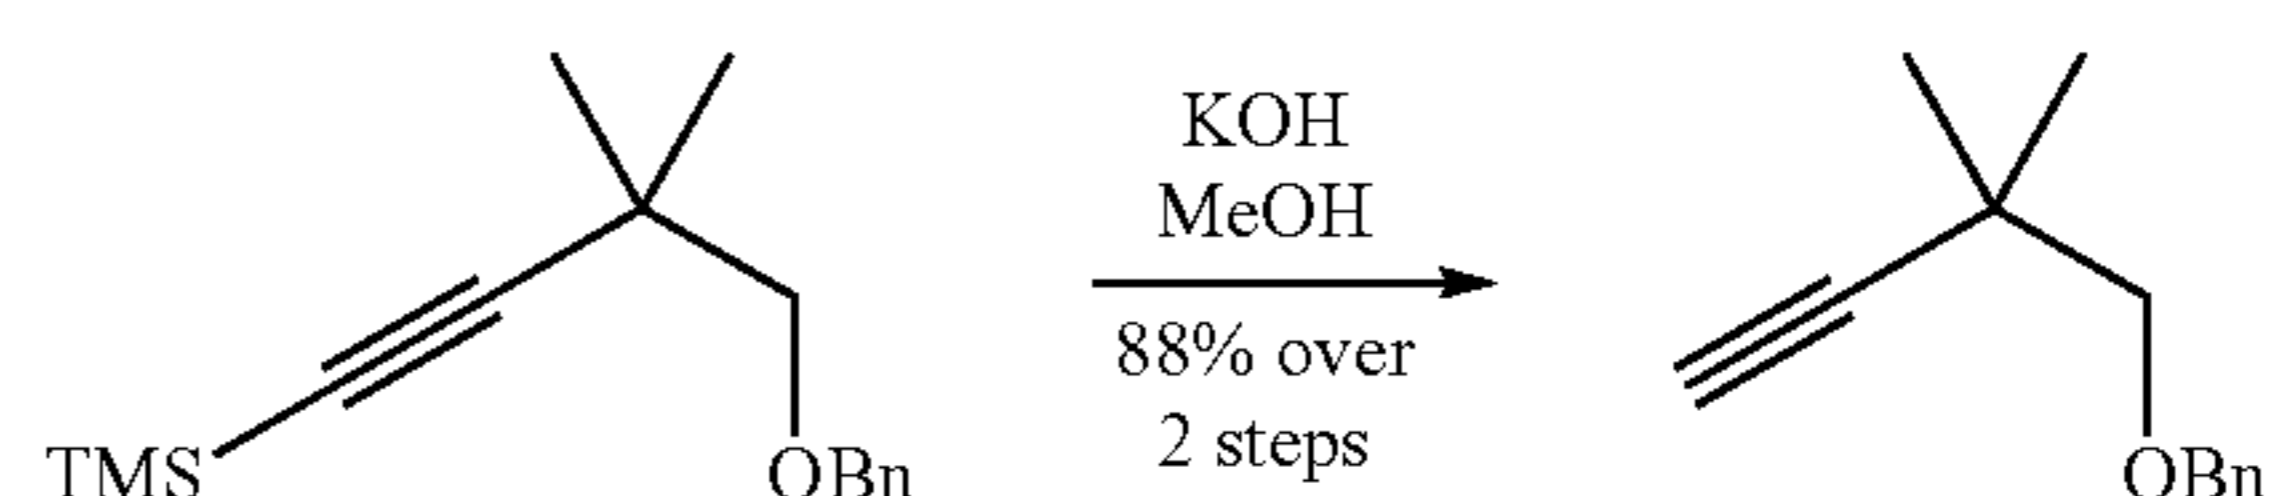 KOH
MeOH
88% over
2 steps
TMS
OBn
OBn